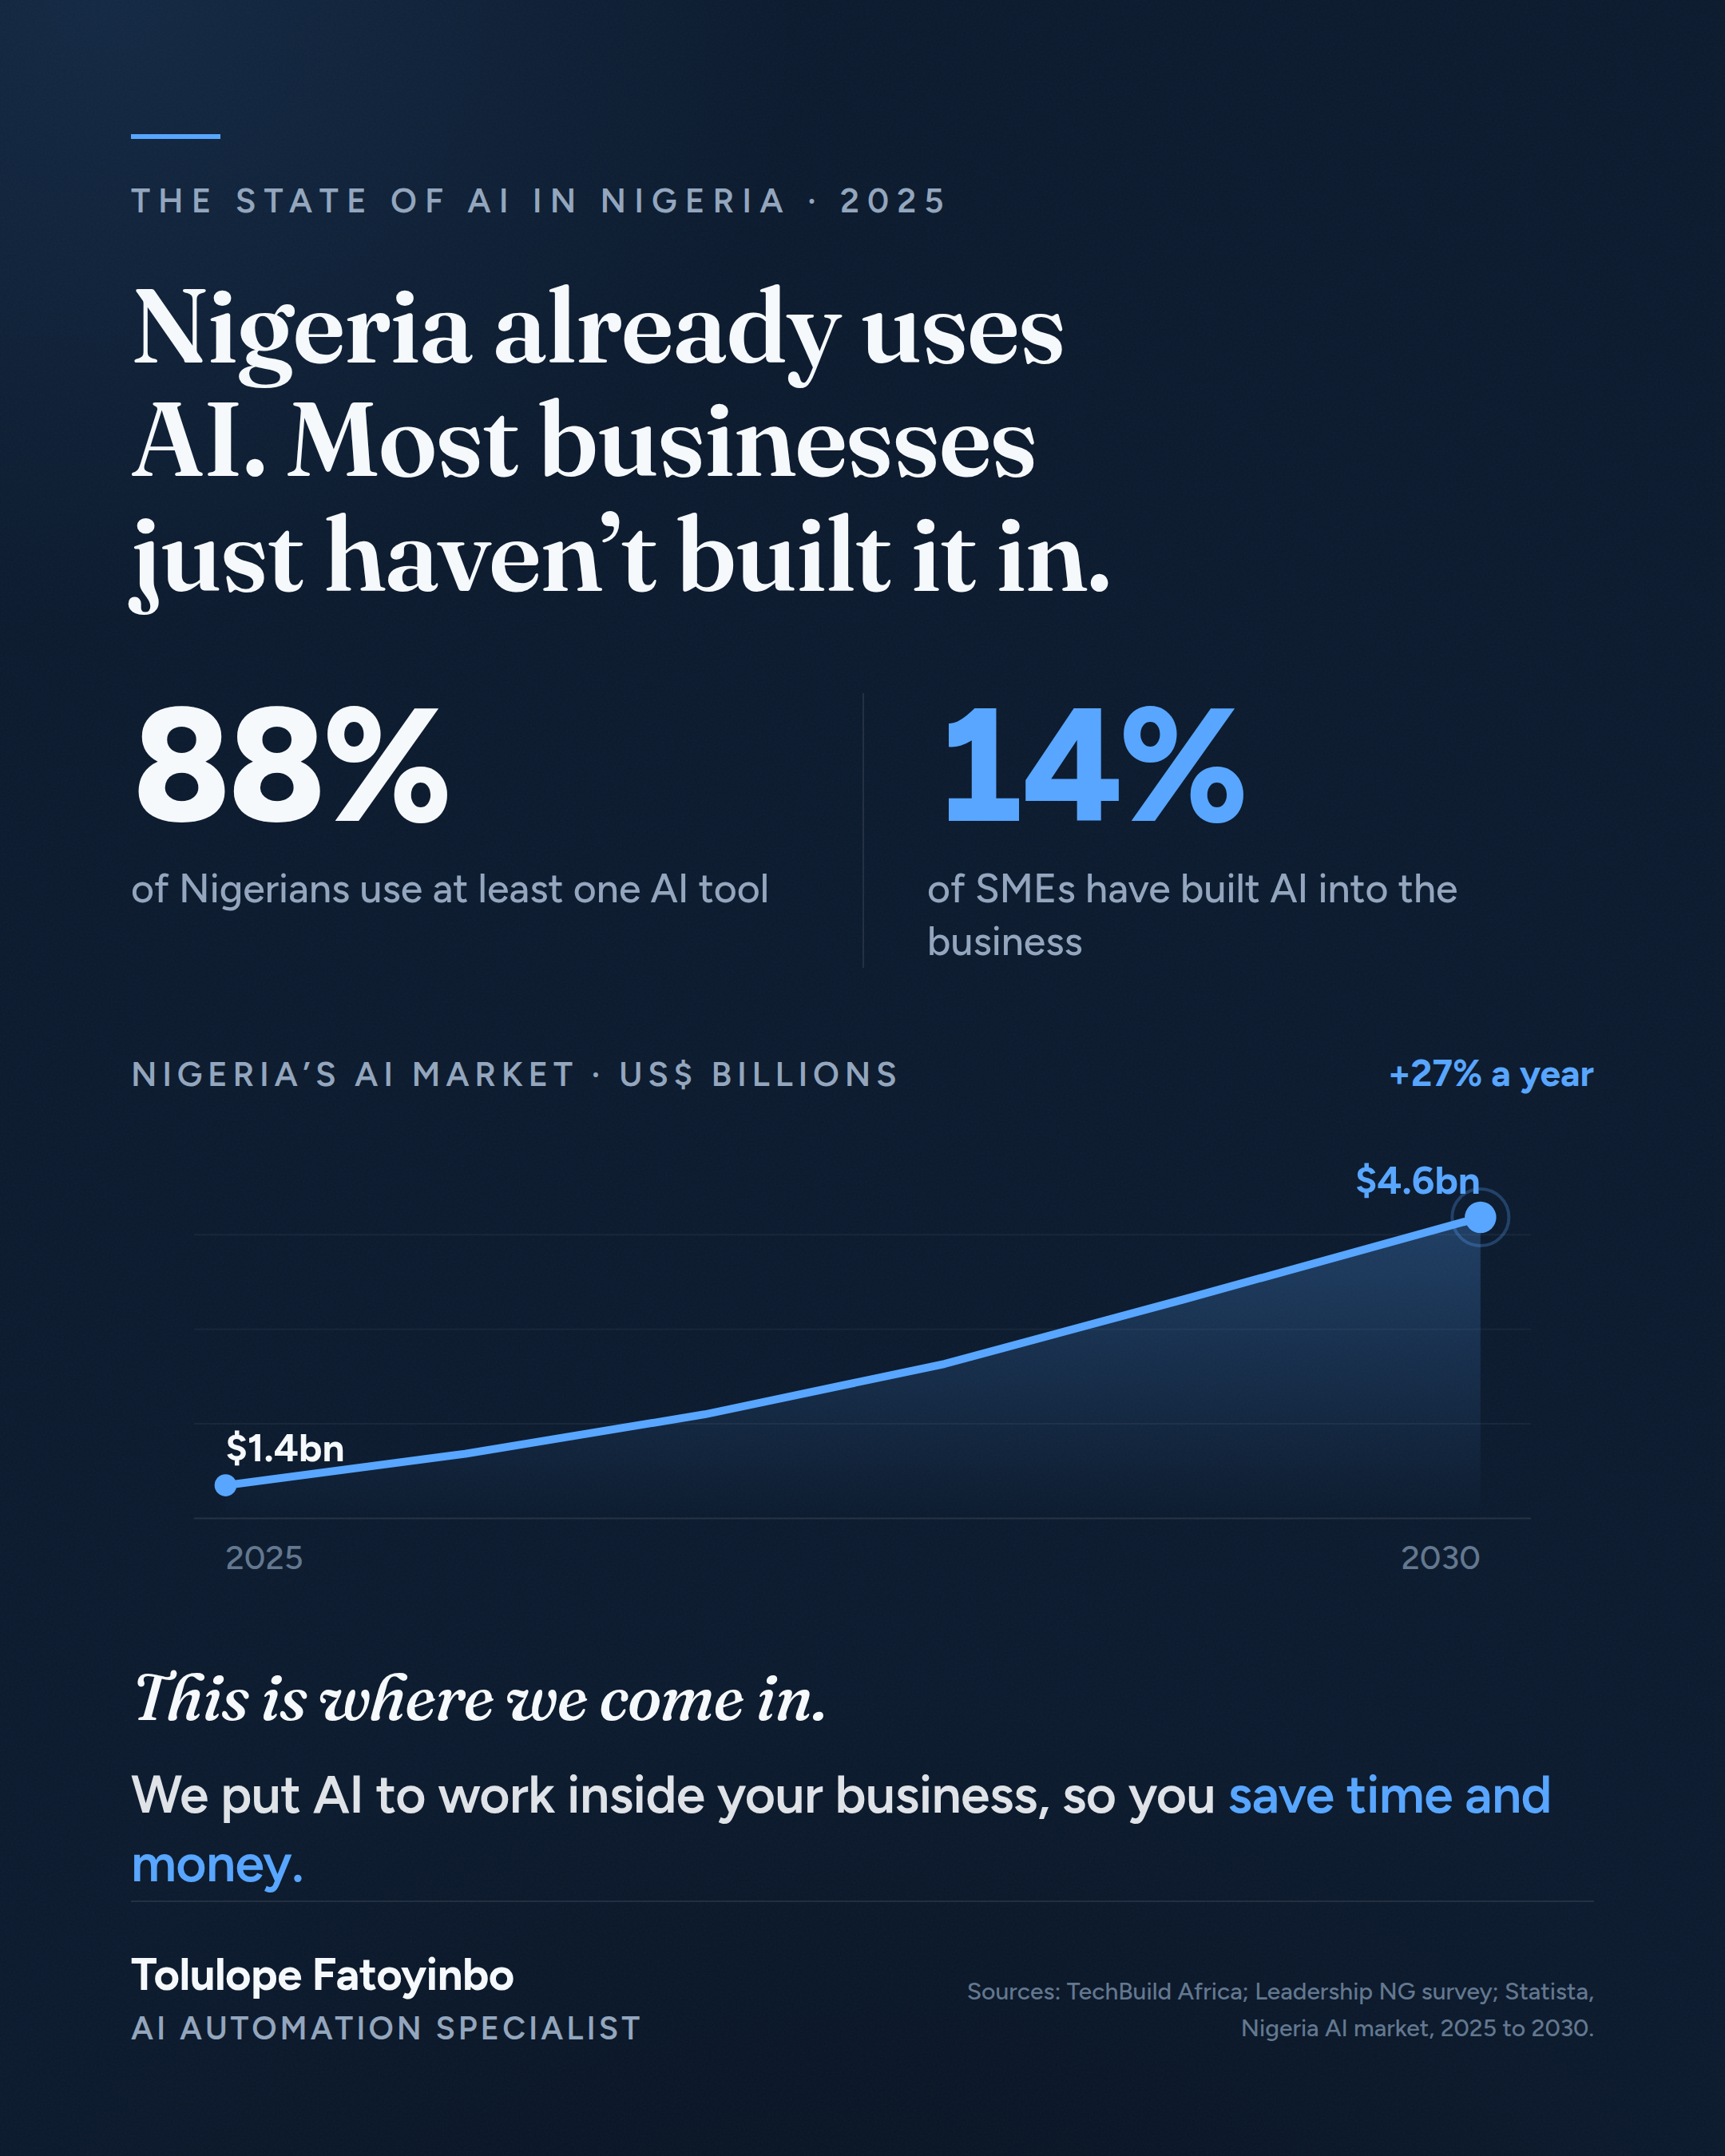 THE STATE OF AI IN NIGERIA · 2025
Nigeria already uses
AI. Most businesses
just haven’t built it in.
88%
of Nigerians use at least one AI tool
14%
of SMEs have built AI into the
business
NIGERIA’S AI MARKET · US$ BILLIONS
+27% a year
$4.6bn
$1.4bn
2025
2030
This is where we come in.
We put AI to work inside your business, so you save time and
money.
Tolulope Fatoyinbo
AI AUTOMATION SPECIALIST
Sources: TechBuild Africa; Leadership NG survey; Statista,
Nigeria AI market, 2025 to 2030.